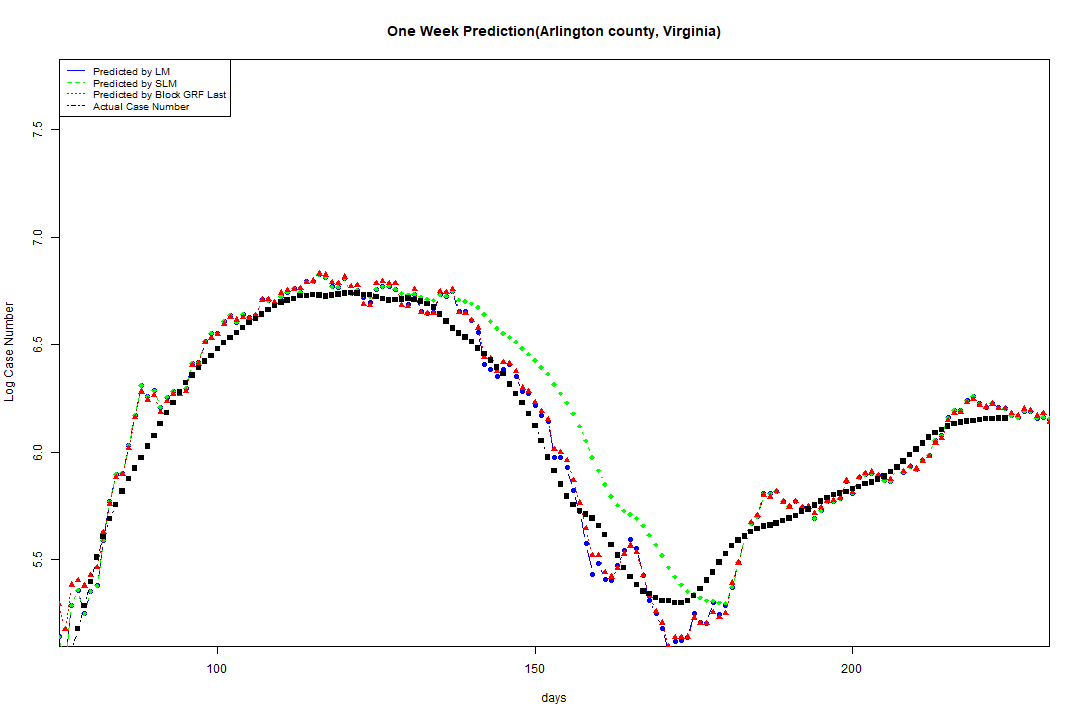 One Week Prediction(Arlington county, Virginia)
Predicted by LM
Predicted by SLM
Predicted by Block GRF Last
Actual Case Number
7.5
7.0
6.5
6.0
5.5
Log Case Number
100
150
200
days